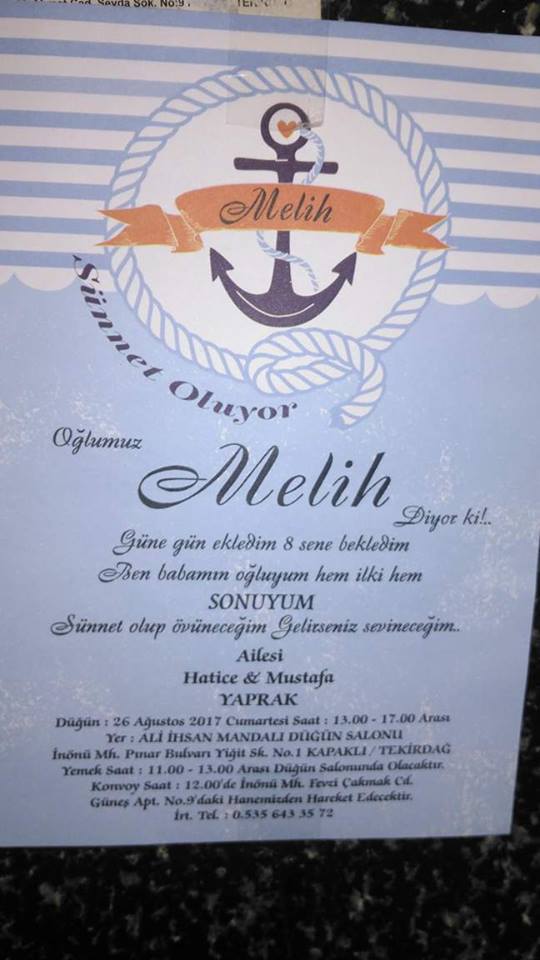 Sok. No:9
Melih
Sünnet Oluyor
Oğlumuz
Melih
Diyor ki!..
Güne gün ekledim 8 sene bekledim
Ben babamın oğluyum hem ilki hem
SONUYUM
Sünnet olup övüneceğim Gelirseniz sevineceğim..
Ailesi
Hatice & Mustafa
YAPRAK
Düğün : 26 Ağustos 2017 Cumartesi Saat : 13.00 - 17.00 Arası
Yer : ALİ İHSAN MANDALI DÜĞÜN SALONU
İnönü Mh. Pınar Bulvarı Yiğit Sk. No.1 KAPAKLI / TEKİRDAĞ
Yemek Saat : 11.00 - 13.00 Arası Düğün Salonunda Olacaktır.
Konvoy Saat : 12.00'de İnönü Mh. Fevzi Çakmak Cd.
Güneş Apt. No.9'daki Hanemizden Hareket Edecektir.
İrt. Tel. : 0.535 643 35 72